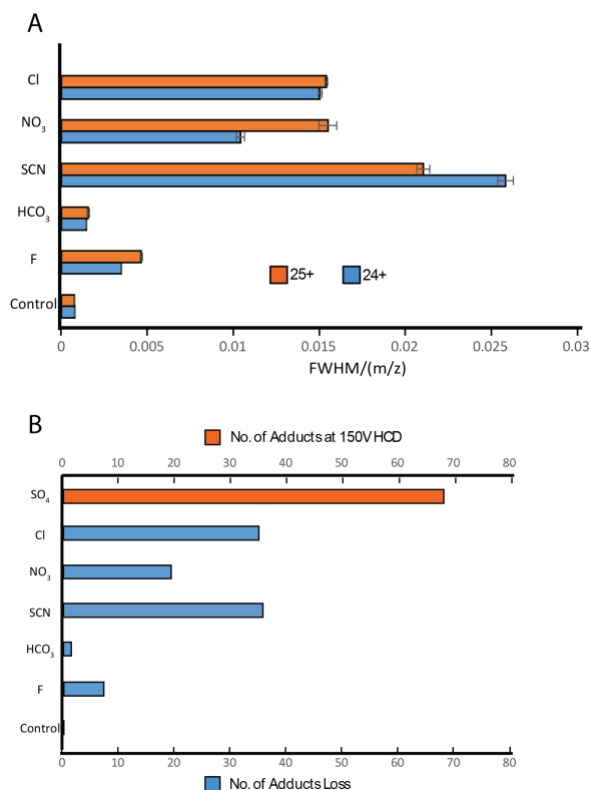 A
Cl
NO₃
SCN
HCO₃
F
Control
25+ 24+
0 0.005 0.01 0.015 0.02 0.025 0.03
FWHM/(m/z)
B
No. of Adducts at 150V HCD
0 10 20 30 40 50 60 70 80
SO₄
Cl
NO₃
SCN
HCO₃
F
Control
0 10 20 30 40 50 60 70 80
No. of Adducts Loss